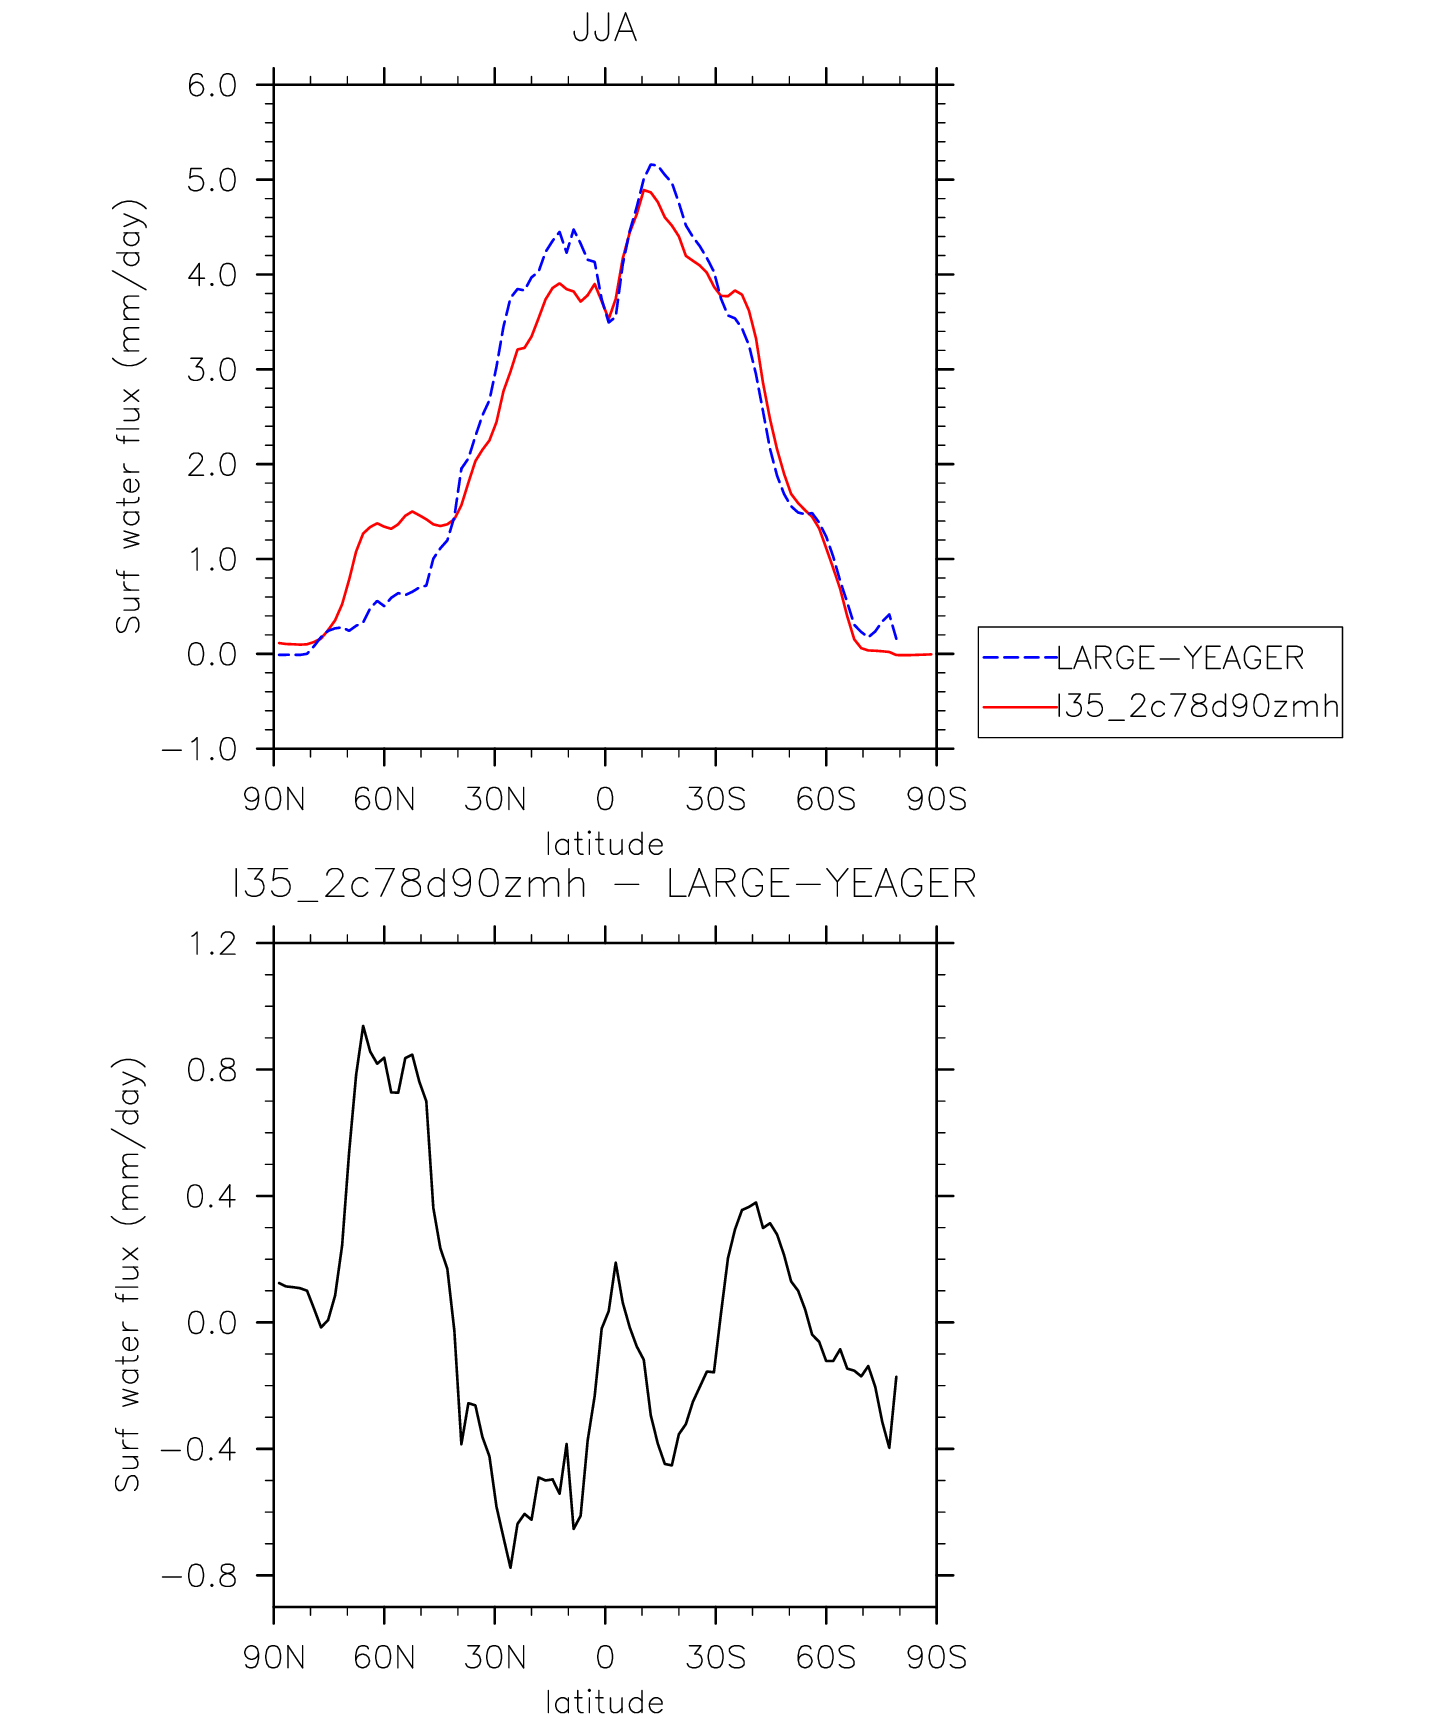 JJA
6.0
5.0
4.0
3.0
2.0
1.0
0.0
−1.0
Surf water flux (mm/day)
90N 60N 30N 0 30S 60S 90S
latitude
LARGE−YEAGER
I35_2c78d90zmh
I35_2c78d90zmh − LARGE−YEAGER
1.2
0.8
0.4
0.0
−0.4
−0.8
Surf water flux (mm/day)
90N 60N 30N 0 30S 60S 90S
latitude